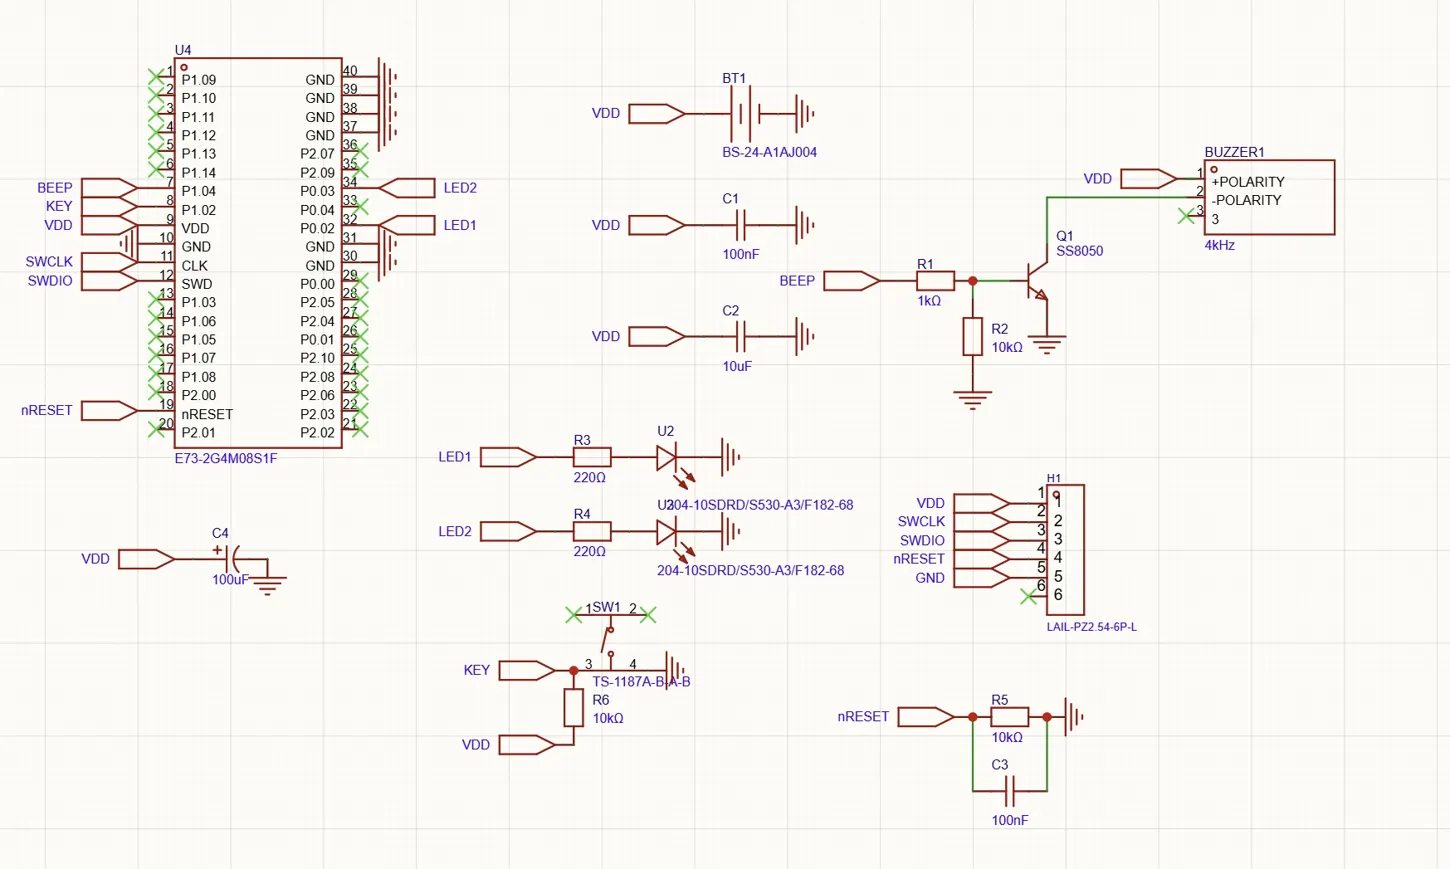 U4
1 P1.09 GND 40
2 P1.10 GND 39
3 P1.11 GND 38
4 P1.12 GND 37
5 P1.13 P2.07 36
6 P1.14 P2.09 35
BEEP 7 P1.04 P0.03 34 LED2
KEY 8 P1.02 P0.04 33
VDD 9 VDD P0.02 32 LED1
10 GND GND 31
SWCLK 11 CLK GND 30
SWDIO 12 SWD P0.00 29
13 P1.03 P2.05 28
14 P1.06 P2.04 27
15 P1.05 P0.01 26
16 P1.07 P2.10 25
17 P1.08 P2.08 24
18 P2.00 P2.06 23
nRESET 19 nRESET P2.03 22
20 P2.01 P2.02 21
E73-2G4M08S1F
BT1
VDD
BS-24-A1AJ004
C1
VDD
100nF
C2
VDD
10uF
BUZZER1
VDD 1 +POLARITY
2 -POLARITY
3 3
4kHz
Q1
SS8050
BEEP
R1
1kΩ
R2
10kΩ
LED1
R3
220Ω
U2
204-10SDRD/S530-A3/F182-68
LED2
R4
220Ω
U3
204-10SDRD/S530-A3/F182-68
C4
VDD +
100uF
SW1
1 2
KEY 3 4
TS-1187A-B-A-B
R6
10kΩ
VDD
H1
VDD 1 1
SWCLK 2 2
SWDIO 3 3
nRESET 4 4
GND 5 5
6 6
LAIL-PZ2.54-6P-L
nRESET
R5
10kΩ
C3
100nF